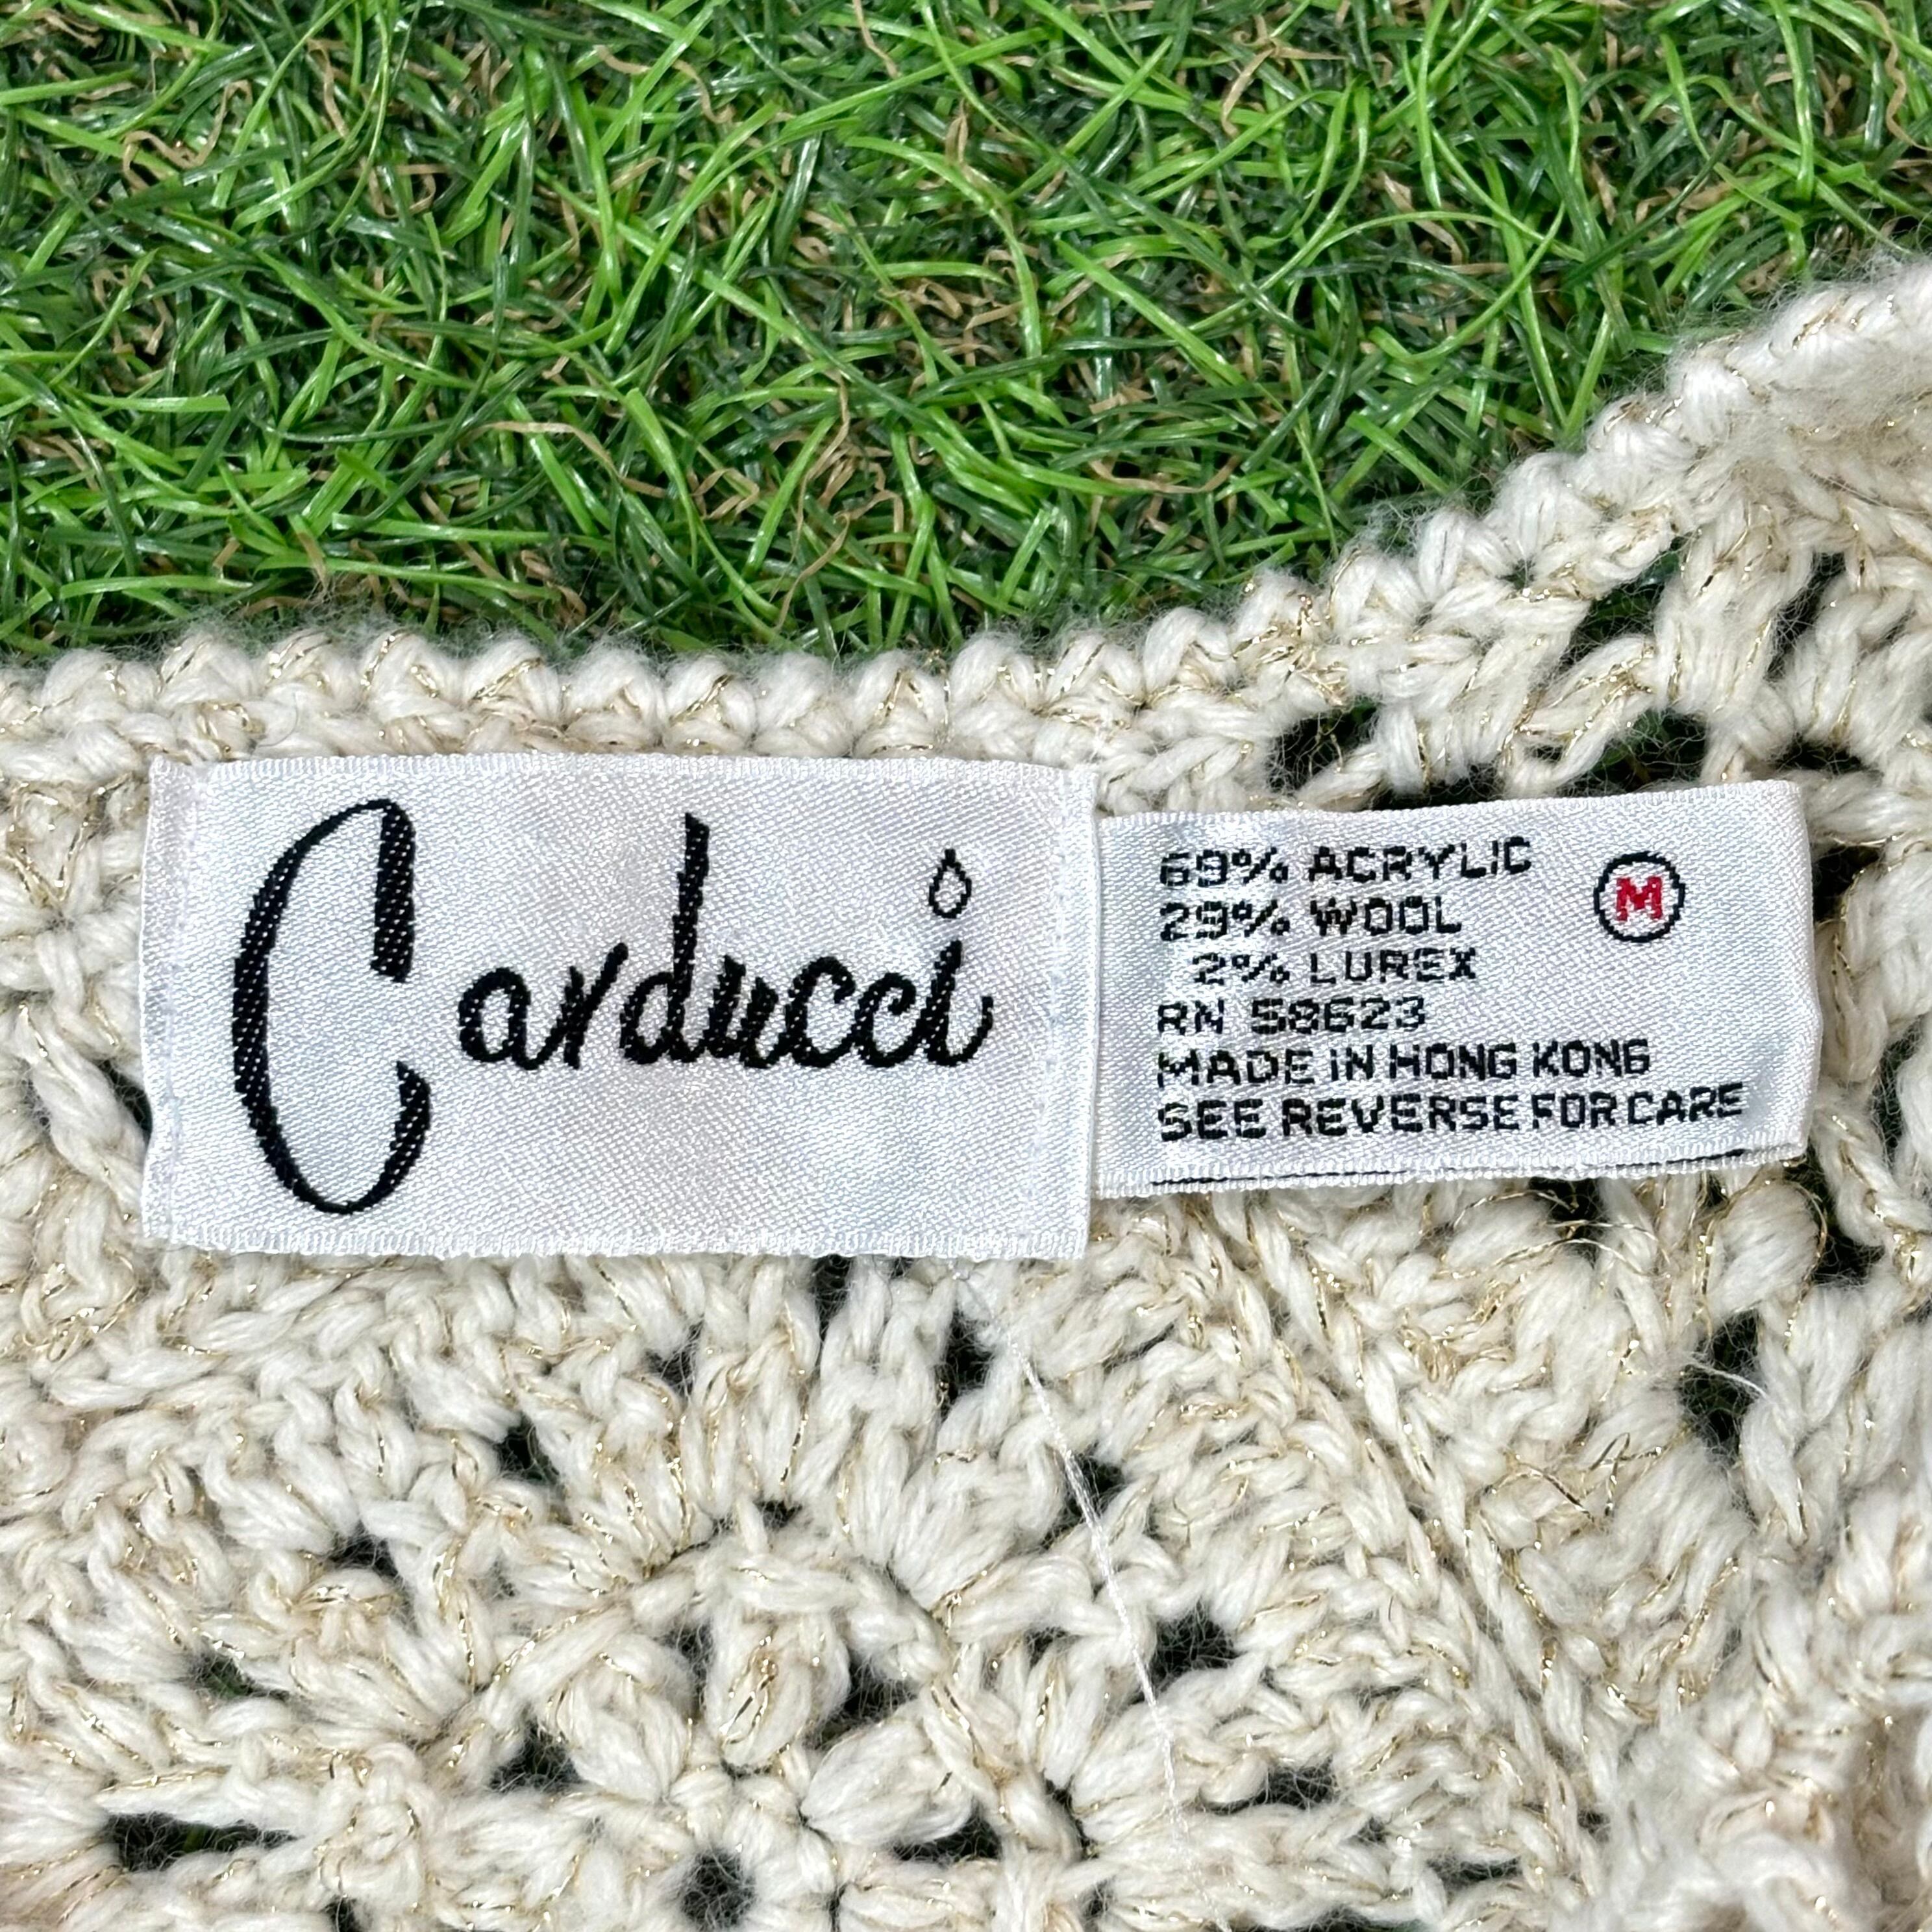 Carducci
69% ACRYLIC
29% WOOL
2% LUREX
RN 58623
MADE IN HONG KONG
SEE REVERSE FOR CARE
M